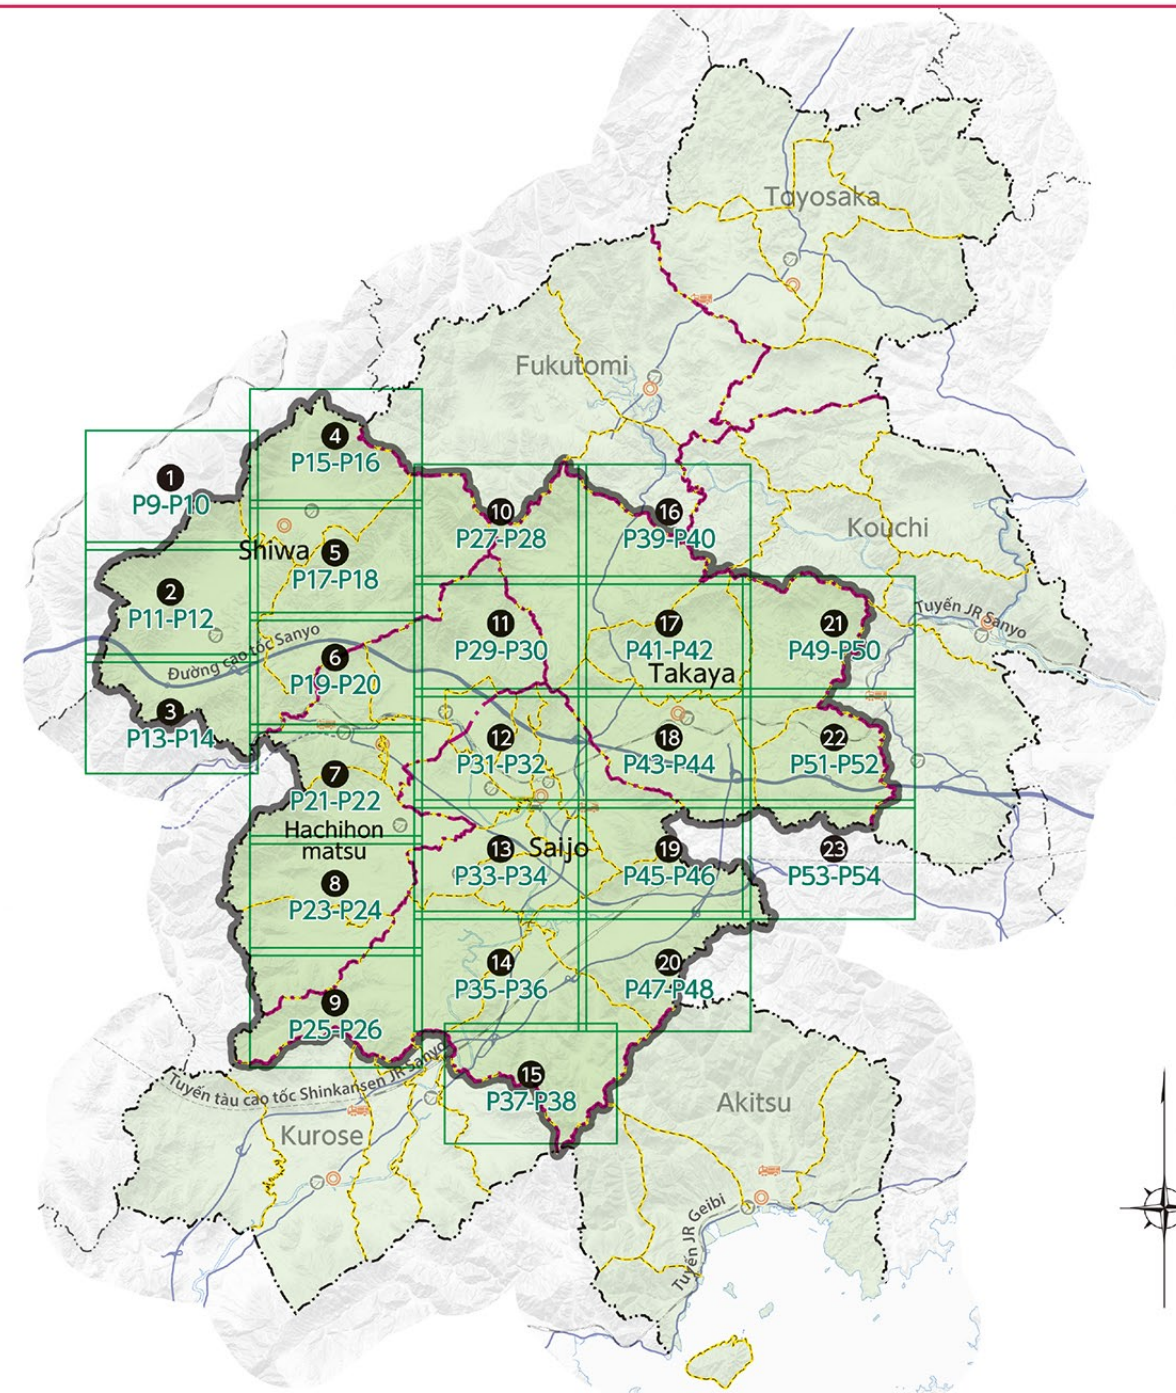 Toyosaka
Fukutomi
4
P15-P16
1
P9-P10
10
P27-P28
16
P39-P40
Kouchi
Shiwa
5
P17-P18
2
P11-P12
11
P29-P30
17
P41-P42
21
P49-P50
Tuyến JR Sanyo
Đường cao tốc Sanyo
6
P19-P20
Takaya
3
P13-P14
12
P31-P32
18
P43-P44
22
P51-P52
7
P21-P22
Hachihon
matsu
13
P33-P34
Saijo
19
P45-P46
23
P53-P54
8
P23-P24
14
P35-P36
20
P47-P48
9
P25-P26
Tuyến tàu cao tốc Shinkansen JR Sanyo
15
P37-P38
Akitsu
Kurose
Tuyến JR Geibi